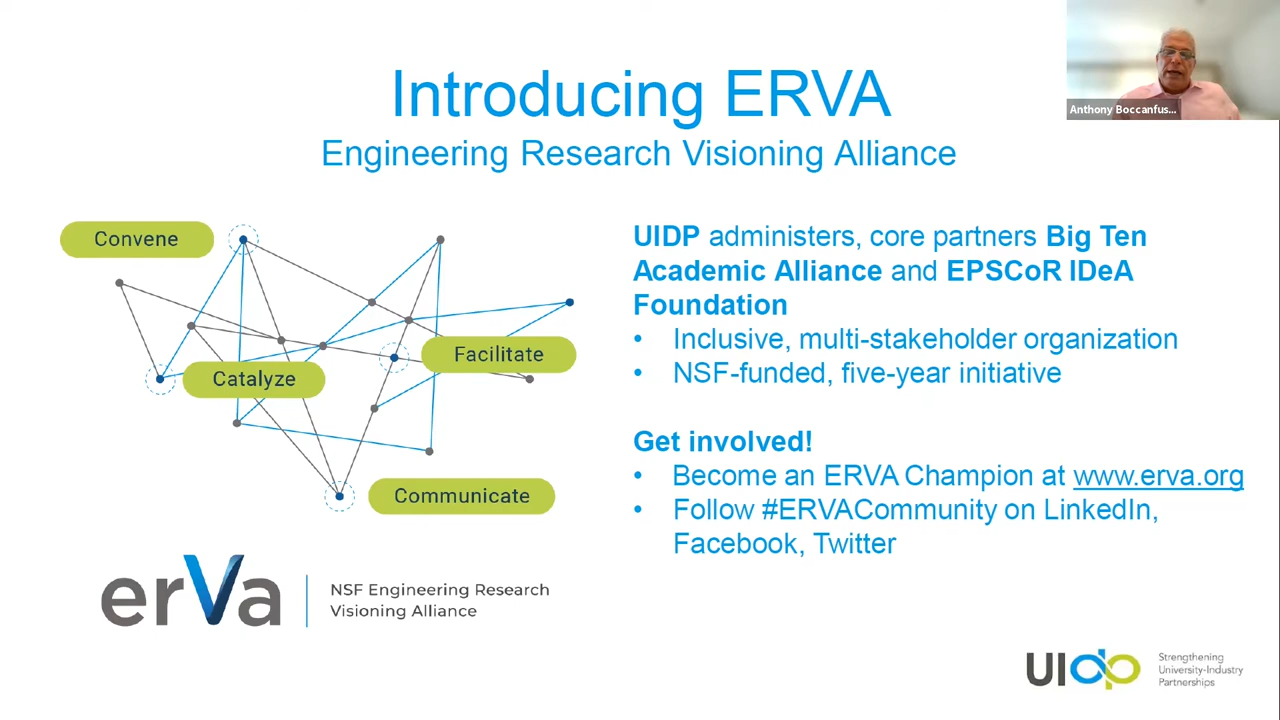 Introducing ERVA
Engineering Research Visioning Alliance
Anthony Boccanfus...
Convene
Facilitate
Catalyze
Communicate
UIDP administers, core partners Big Ten
Academic Alliance and EPSCoR IDeA
Foundation
• Inclusive, multi-stakeholder organization
• NSF-funded, five-year initiative
Get involved!
• Become an ERVA Champion at www.erva.org
• Follow #ERVACommunity on LinkedIn,
Facebook, Twitter
erVa
NSF Engineering Research
Visioning Alliance
UIDP
Strengthening
University-Industry
Partnerships